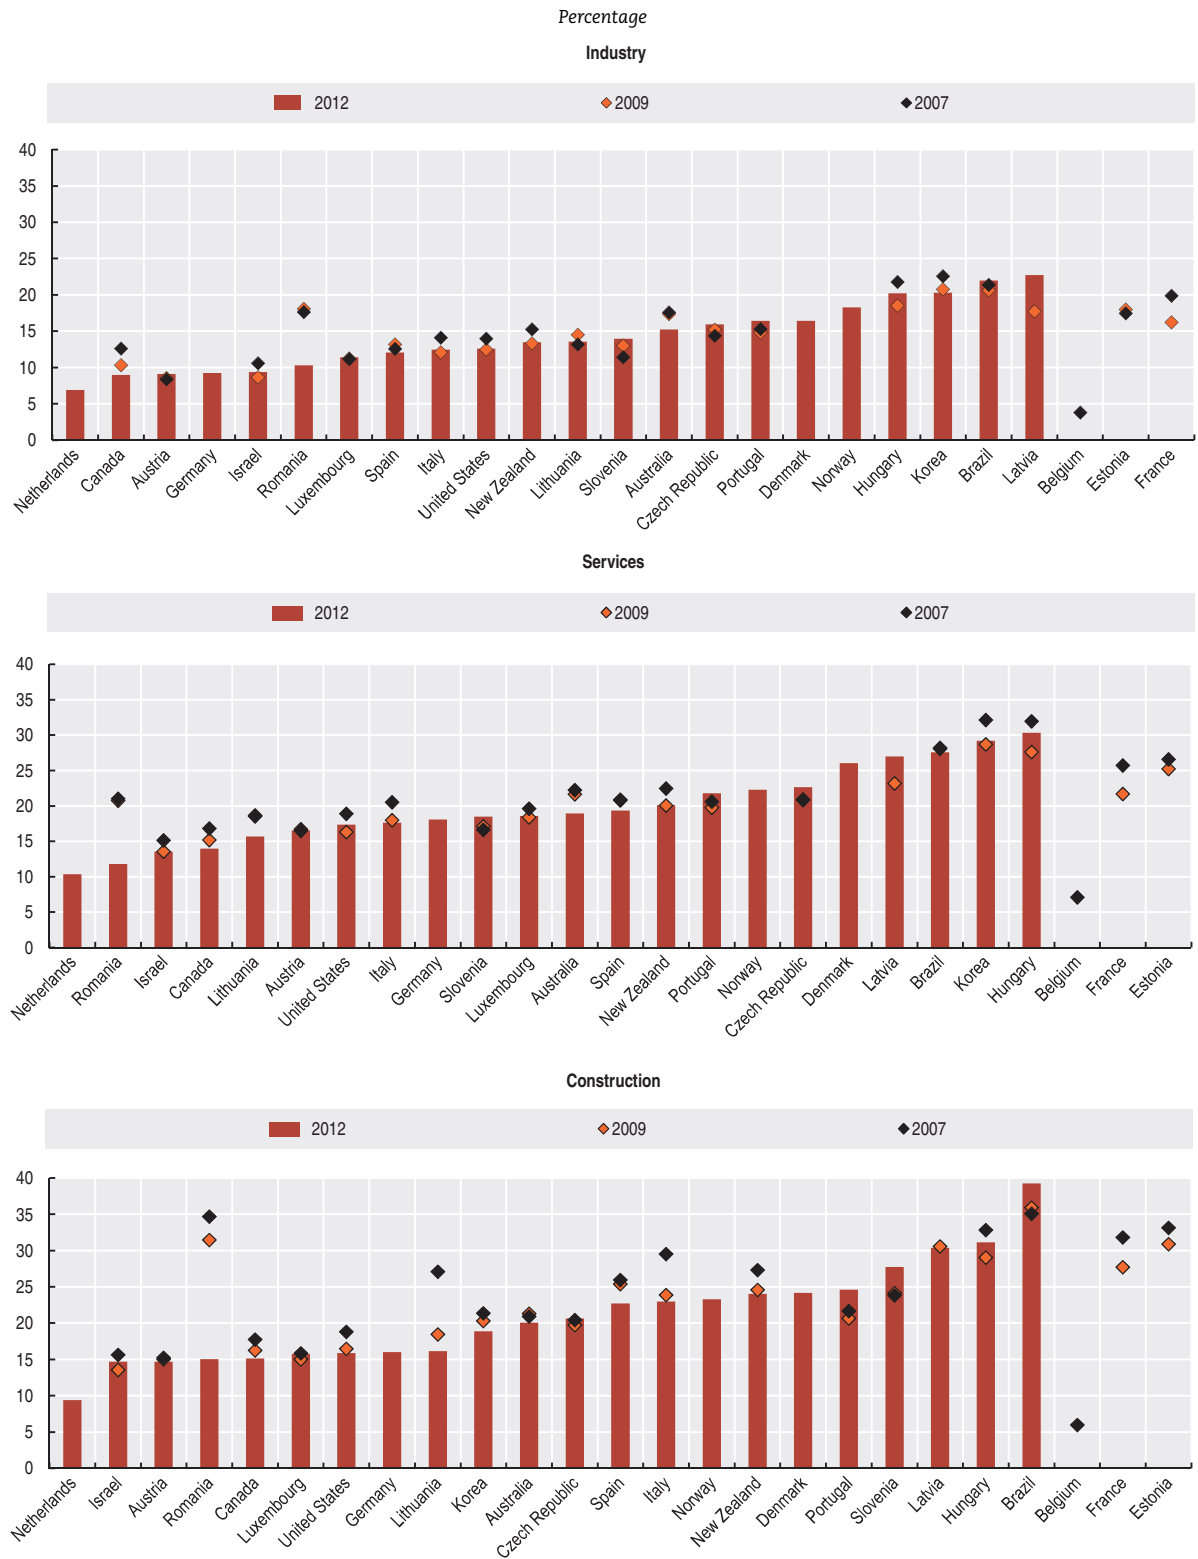 Percentage
Industry
2012 2009 2007
40
35
30
25
20
15
10
5
0
Netherlands Canada Austria Germany Israel Romania Luxembourg Spain Italy United States New Zealand Lithuania Slovenia Australia Czech Republic Portugal Denmark Norway Hungary Korea Brazil Latvia Belgium Estonia France
Services
2012 2009 2007
40
35
30
25
20
15
10
5
0
Netherlands Romania Israel Canada Lithuania Austria United States Italy Germany Slovenia Luxembourg Australia Spain New Zealand Portugal Norway Czech Republic Denmark Latvia Brazil Korea Hungary Belgium France Estonia
Construction
2012 2009 2007
40
35
30
25
20
15
10
5
0
Netherlands Israel Austria Romania Canada Luxembourg United States Germany Lithuania Korea Australia Czech Republic Spain Italy Norway New Zealand Denmark Portugal Slovenia Latvia Hungary Brazil Belgium France Estonia